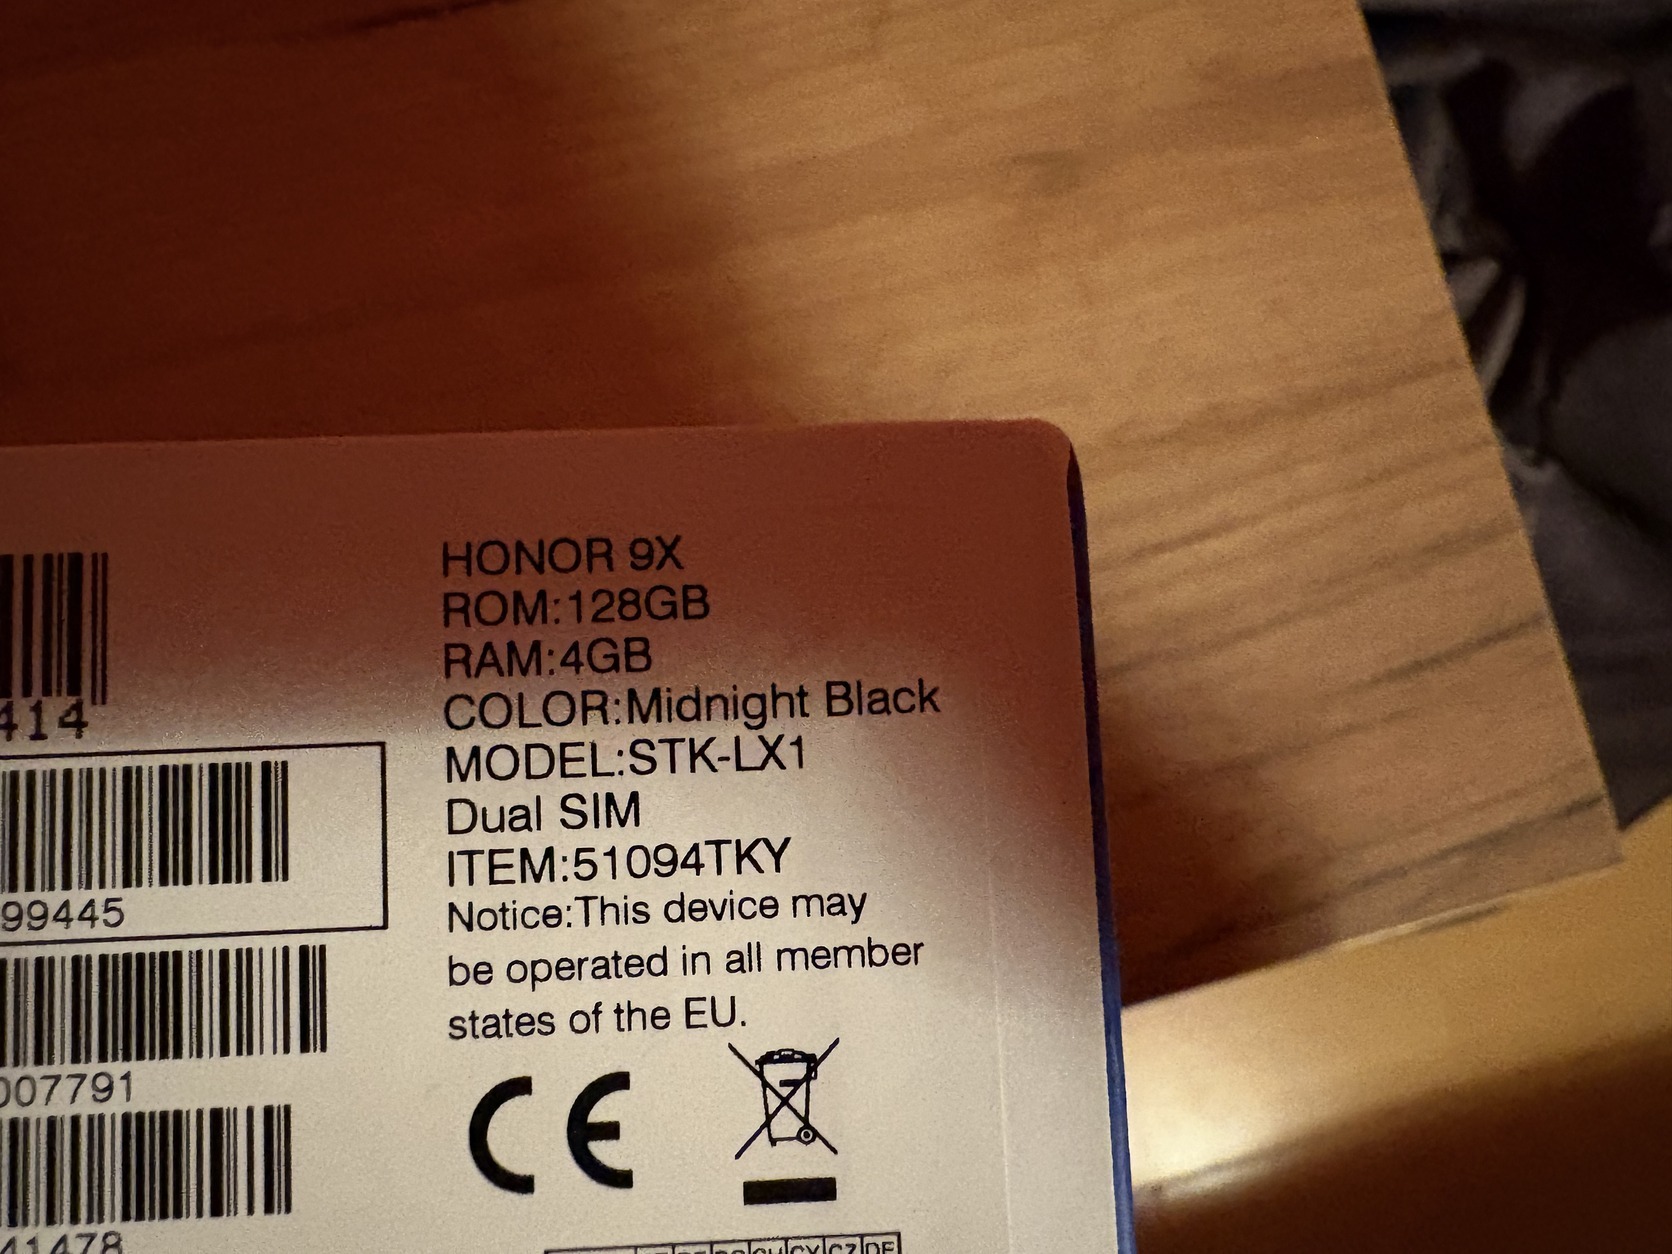 HONOR 9X
ROM:128GB
RAM:4GB
COLOR:Midnight Black
MODEL:STK-LX1
Dual SIM
ITEM:51094TKY
Notice:This device may
be operated in all member
states of the EU.
CE
414
99445
007791
41478
CY CZ DE